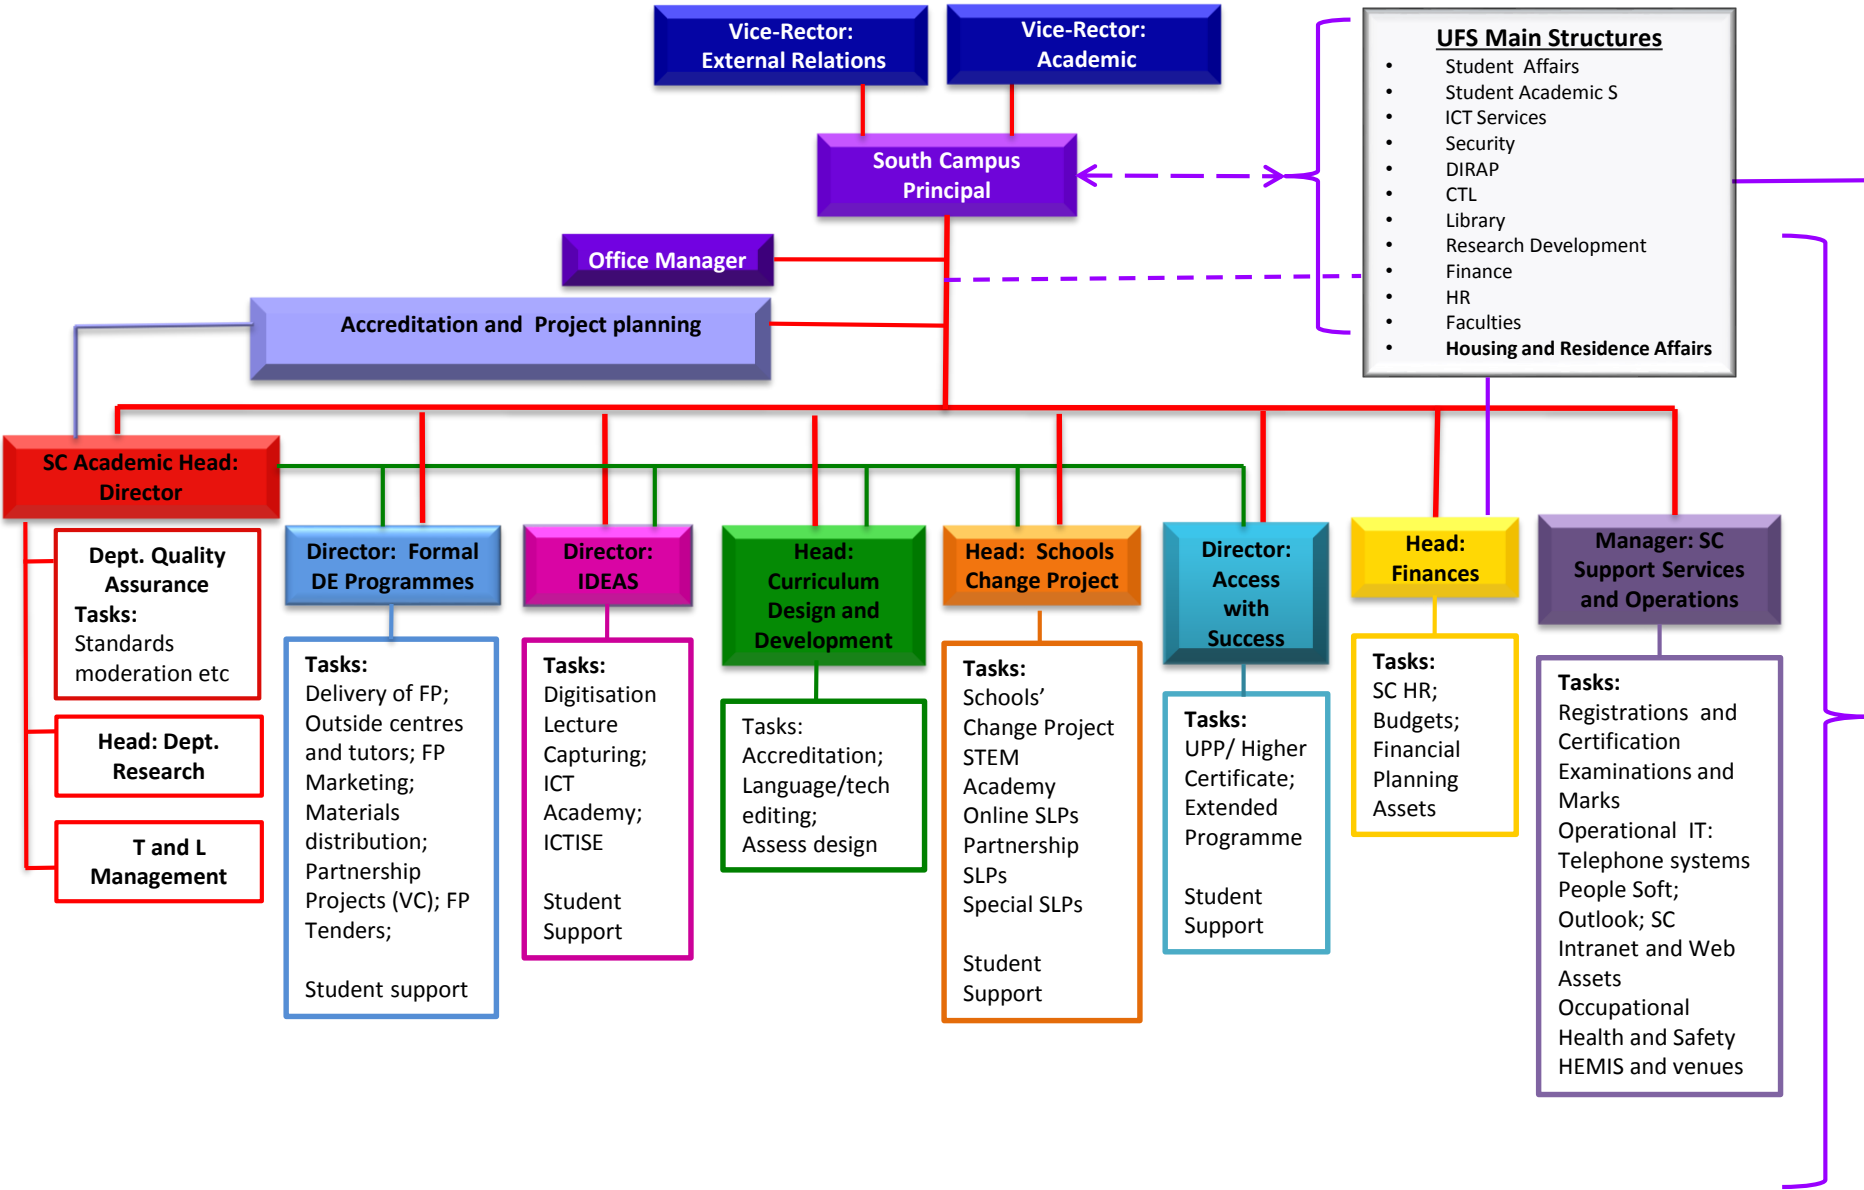 Vice-Rector:
External Relations
Vice-Rector:
Academic
UFS Main Structures
• Student Affairs
• Student Academic S
• ICT Services
• Security
• DIRAP
• CTL
• Library
• Research Development
• Finance
• HR
• Faculties
• Housing and Residence Affairs
South Campus
Principal
Office Manager
Accreditation and Project planning
SC Academic Head:
Director
Dept. Quality
Assurance
Tasks:
Standards
moderation etc
Head: Dept.
Research
T and L
Management
Director: Formal
DE Programmes
Tasks:
Delivery of FP;
Outside centres
and tutors; FP
Marketing;
Materials
distribution;
Partnership
Projects (VC); FP
Tenders;
Student support
Director:
IDEAS
Tasks:
Digitisation
Lecture
Capturing;
ICT
Academy;
ICTISE
Student
Support
Head:
Curriculum
Design and
Development
Tasks:
Accreditation;
Language/tech
editing;
Assess design
Head: Schools
Change Project
Tasks:
Schools’
Change Project
STEM
Academy
Online SLPs
Partnership
SLPs
Special SLPs
Student
Support
Director:
Access
with
Success
Tasks:
UPP/ Higher
Certificate;
Extended
Programme
Student
Support
Head:
Finances
Tasks:
SC HR;
Budgets;
Financial
Planning
Assets
Manager: SC
Support Services
and Operations
Tasks:
Registrations and
Certification
Examinations and
Marks
Operational IT:
Telephone systems
People Soft;
Outlook; SC
Intranet and Web
Assets
Occupational
Health and Safety
HEMIS and venues